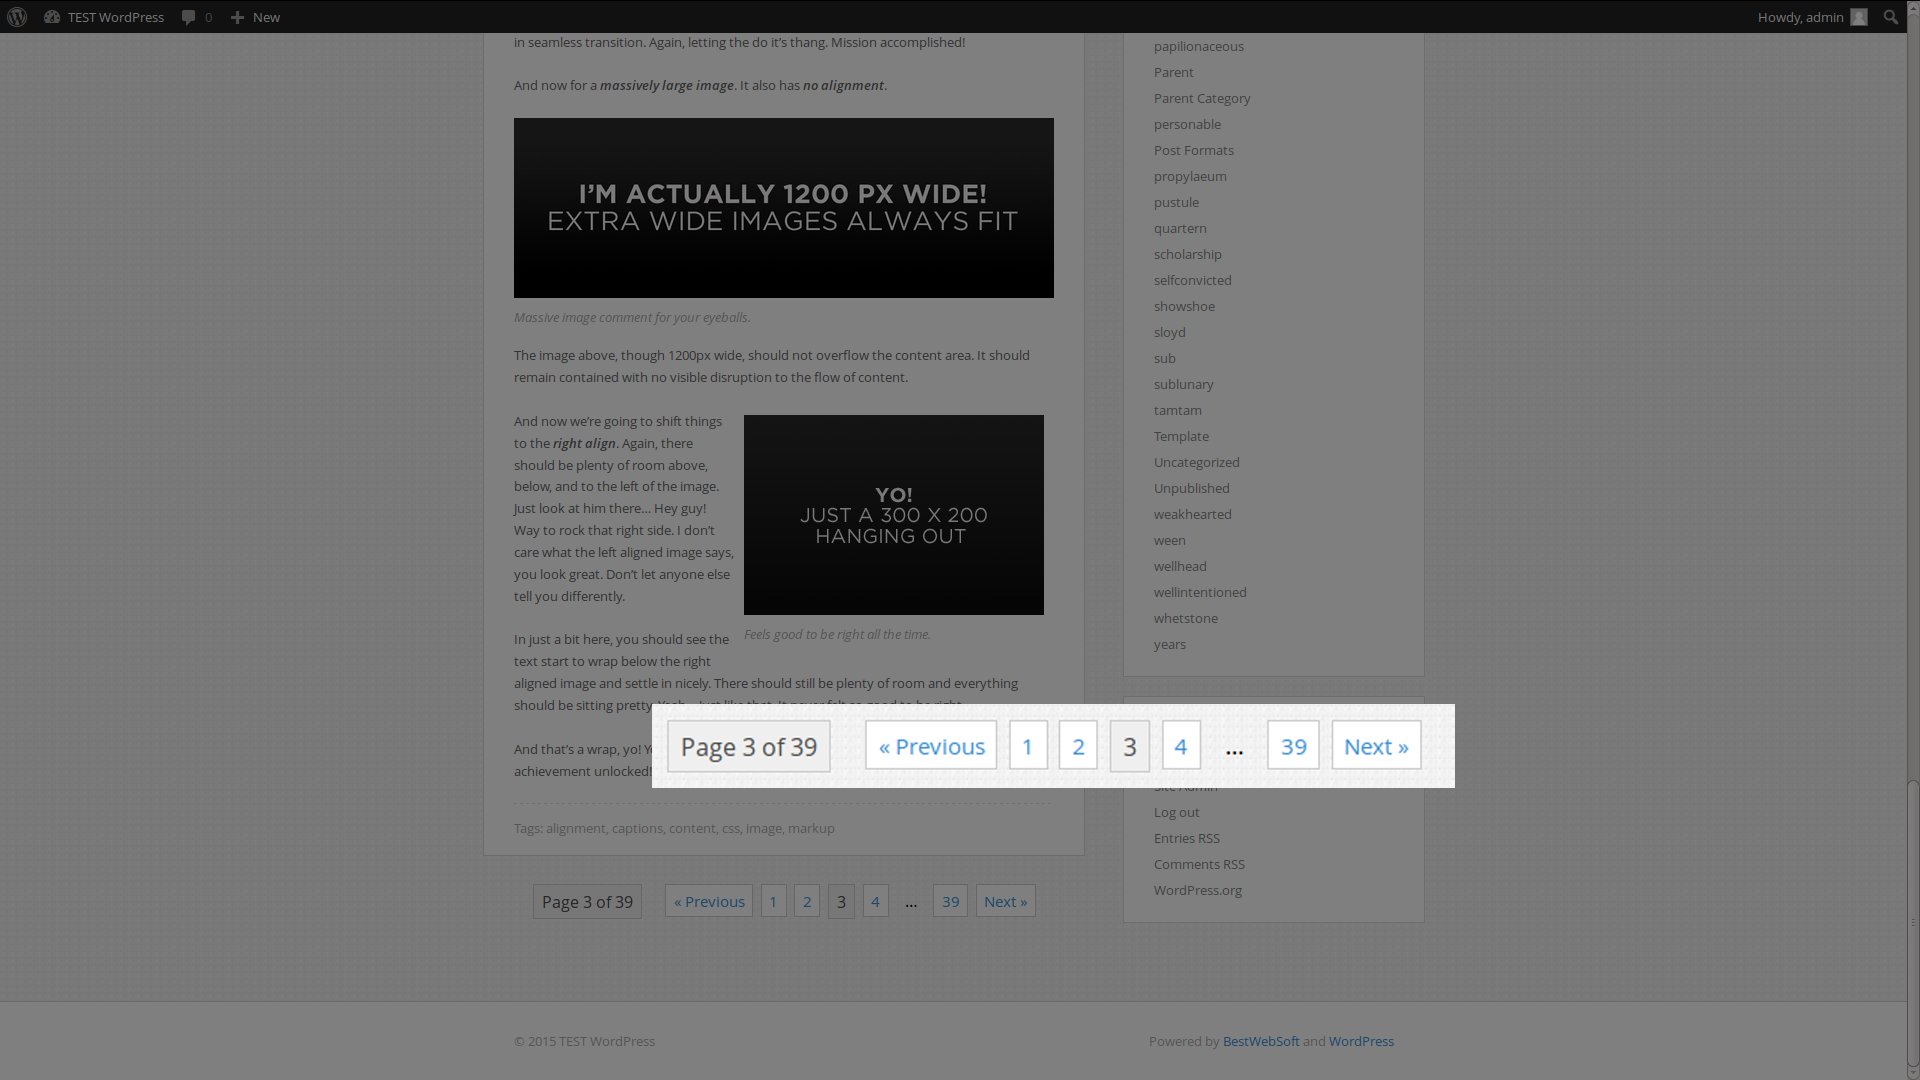 TEST WordPress 0 New Howdy, admin
in seamless transition. Again, letting the do it's thang. Mission accomplished!
And now for a massively large image. It also has no alignment.
I'M ACTUALLY 1200 PX WIDE!
EXTRA WIDE IMAGES ALWAYS FIT
Massive image comment for your eyeballs.
The image above, though 1200px wide, should not overflow the content area. It should
remain contained with no visible disruption to the flow of content.
And now we're going to shift things
to the right align. Again, there
should be plenty of room above,
below, and to the left of the image.
Just look at him there... Hey guy!
Way to rock that right side. I don't
care what the left aligned image says,
you look great. Don't let anyone else
tell you differently.
YO!
JUST A 300 X 200
HANGING OUT
Feels good to be right all the time.
In just a bit here, you should see the
text start to wrap below the right
aligned image and settle in nicely. There should still be plenty of room and everything
should be sitting pretty.
And that's a wrap, yo!
achievement unlocked!
Tags: alignment, captions, content, css, image, markup
Page 3 of 39 « Previous 1 2 3 4 ... 39 Next »
Page 3 of 39 « Previous 1 2 3 4 ... 39 Next »
papilionaceous
Parent
Parent Category
personable
Post Formats
propylaeum
pustule
quartern
scholarship
selfconvicted
showshoe
sloyd
sub
sublunary
tamtam
Template
Uncategorized
Unpublished
weakhearted
ween
wellhead
wellintentioned
whetstone
years
Site Admin
Log out
Entries RSS
Comments RSS
WordPress.org
© 2015 TEST WordPress
Powered by BestWebSoft and WordPress